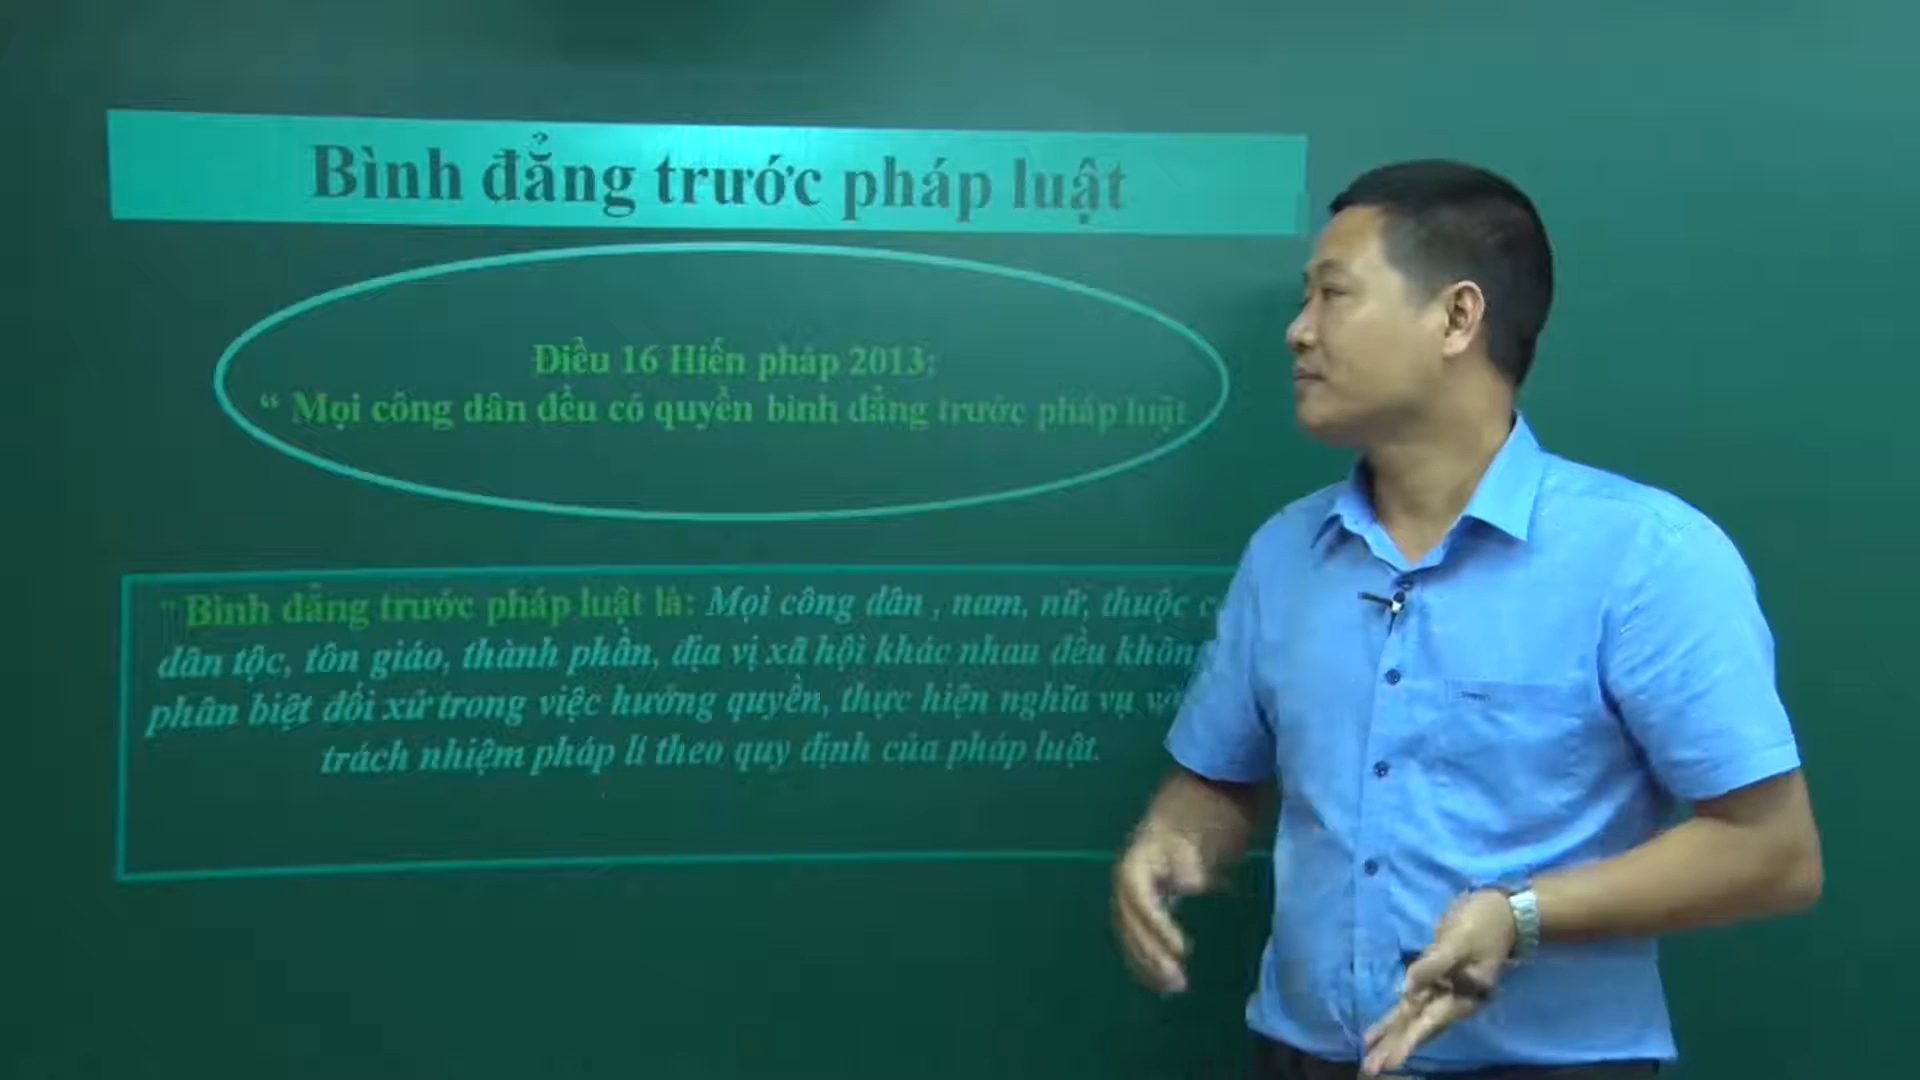 Bình đẳng trước pháp luật
Điều 16 Hiến pháp 2013:
“ Mọi công dân đều có quyền bình đẳng trước pháp luật
" Bình đẳng trước pháp luật là: Mọi công dân , nam, nữ, thuộc
dân tộc, tôn giáo, thành phần, địa vị xã hội khác nhau đều
phân biệt đối xử trong việc hưởng quyền, thực hiện nghĩa vụ
trách nhiệm pháp lí theo quy định của pháp luật.